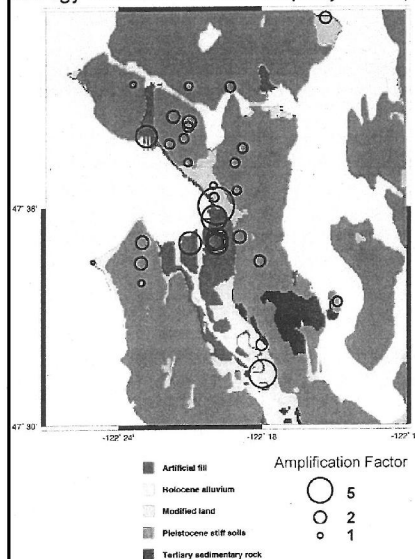 47° 35'
47° 30'
-122° 24'
-122° 18'
Artificial fill
Holocene alluvium
Modified land
Pleistocene stiff soils
Tertiary sedimentary rock
Amplification Factor
5
2
1